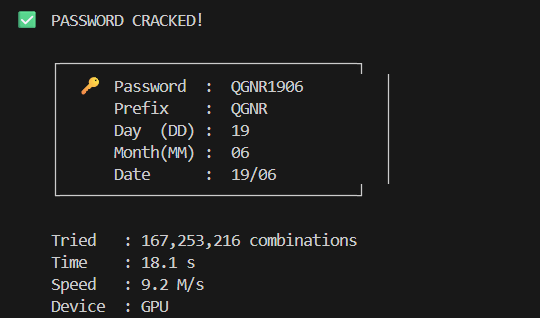 ✅ PASSWORD CRACKED!
🔑 Password : QGNR1906
Prefix : QGNR
Day (DD) : 19
Month(MM) : 06
Date : 19/06
Tried : 167,253,216 combinations
Time : 18.1 s
Speed : 9.2 M/s
Device : GPU